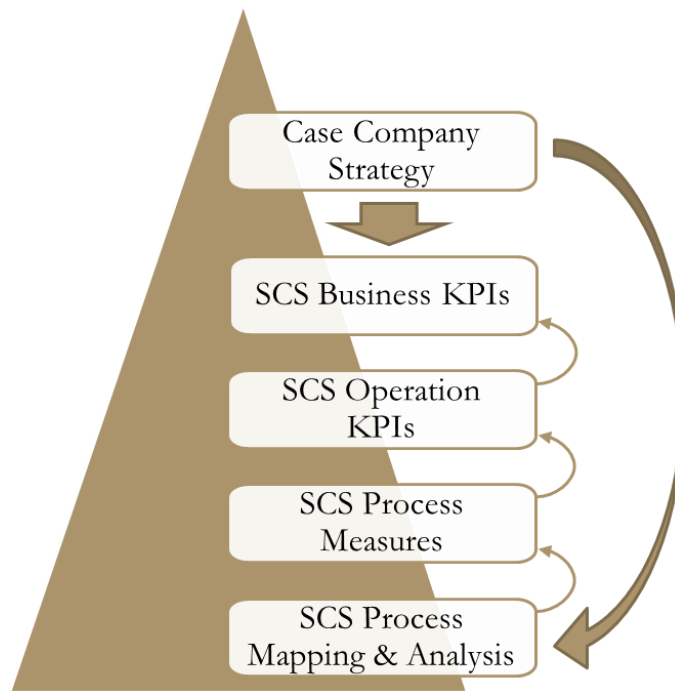 Case Company
Strategy
SCS Business KPIs
SCS Operation
KPIs
SCS Process
Measures
SCS Process
Mapping & Analysis